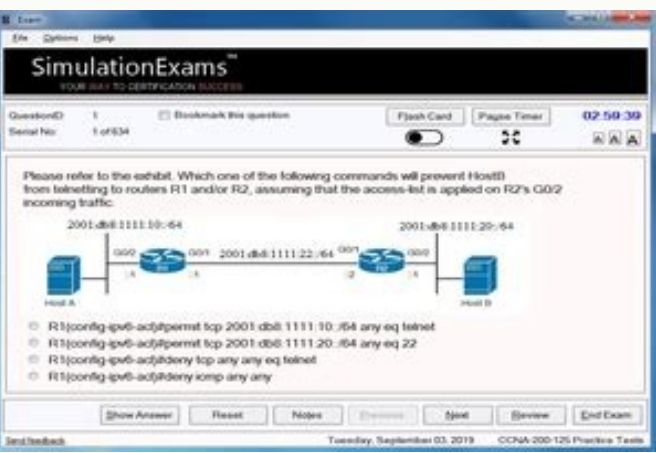 Exam
File Options Help
SimulationExams™
YOUR WAY TO CERTIFICATION SUCCESS
QuestionID 1 Bookmark this question Flash Card Pause Timer 02:59:39
Serial No: 1 of 634 A A A
Please refer to the exhibit. Which one of the following commands will prevent HostB
from telnetting to routers R1 and/or R2, assuming that the access-list is applied on R2's G0/2
incoming traffic.
2001:db8:1111:10::/64 2001:db8:1111:20::/64
G0/2 G0/1 2001:db8:1111:22::/64 G0/1 G0/2
R1 :2 R2
Host A Host B
R1(config-ipv6-acl)#permit tcp 2001:db8:1111:10::/64 any eq telnet
R1(config-ipv6-acl)#permit tcp 2001:db8:1111:20::/64 any eq 22
R1(config-ipv6-acl)#deny tcp any any eq telnet
R1(config-ipv6-acl)#deny icmp any any
Show Answer Reset Notes Previous Next Review End Exam
Send feedback Tuesday, September 03, 2019 CCNA 200-125 Practice Tests